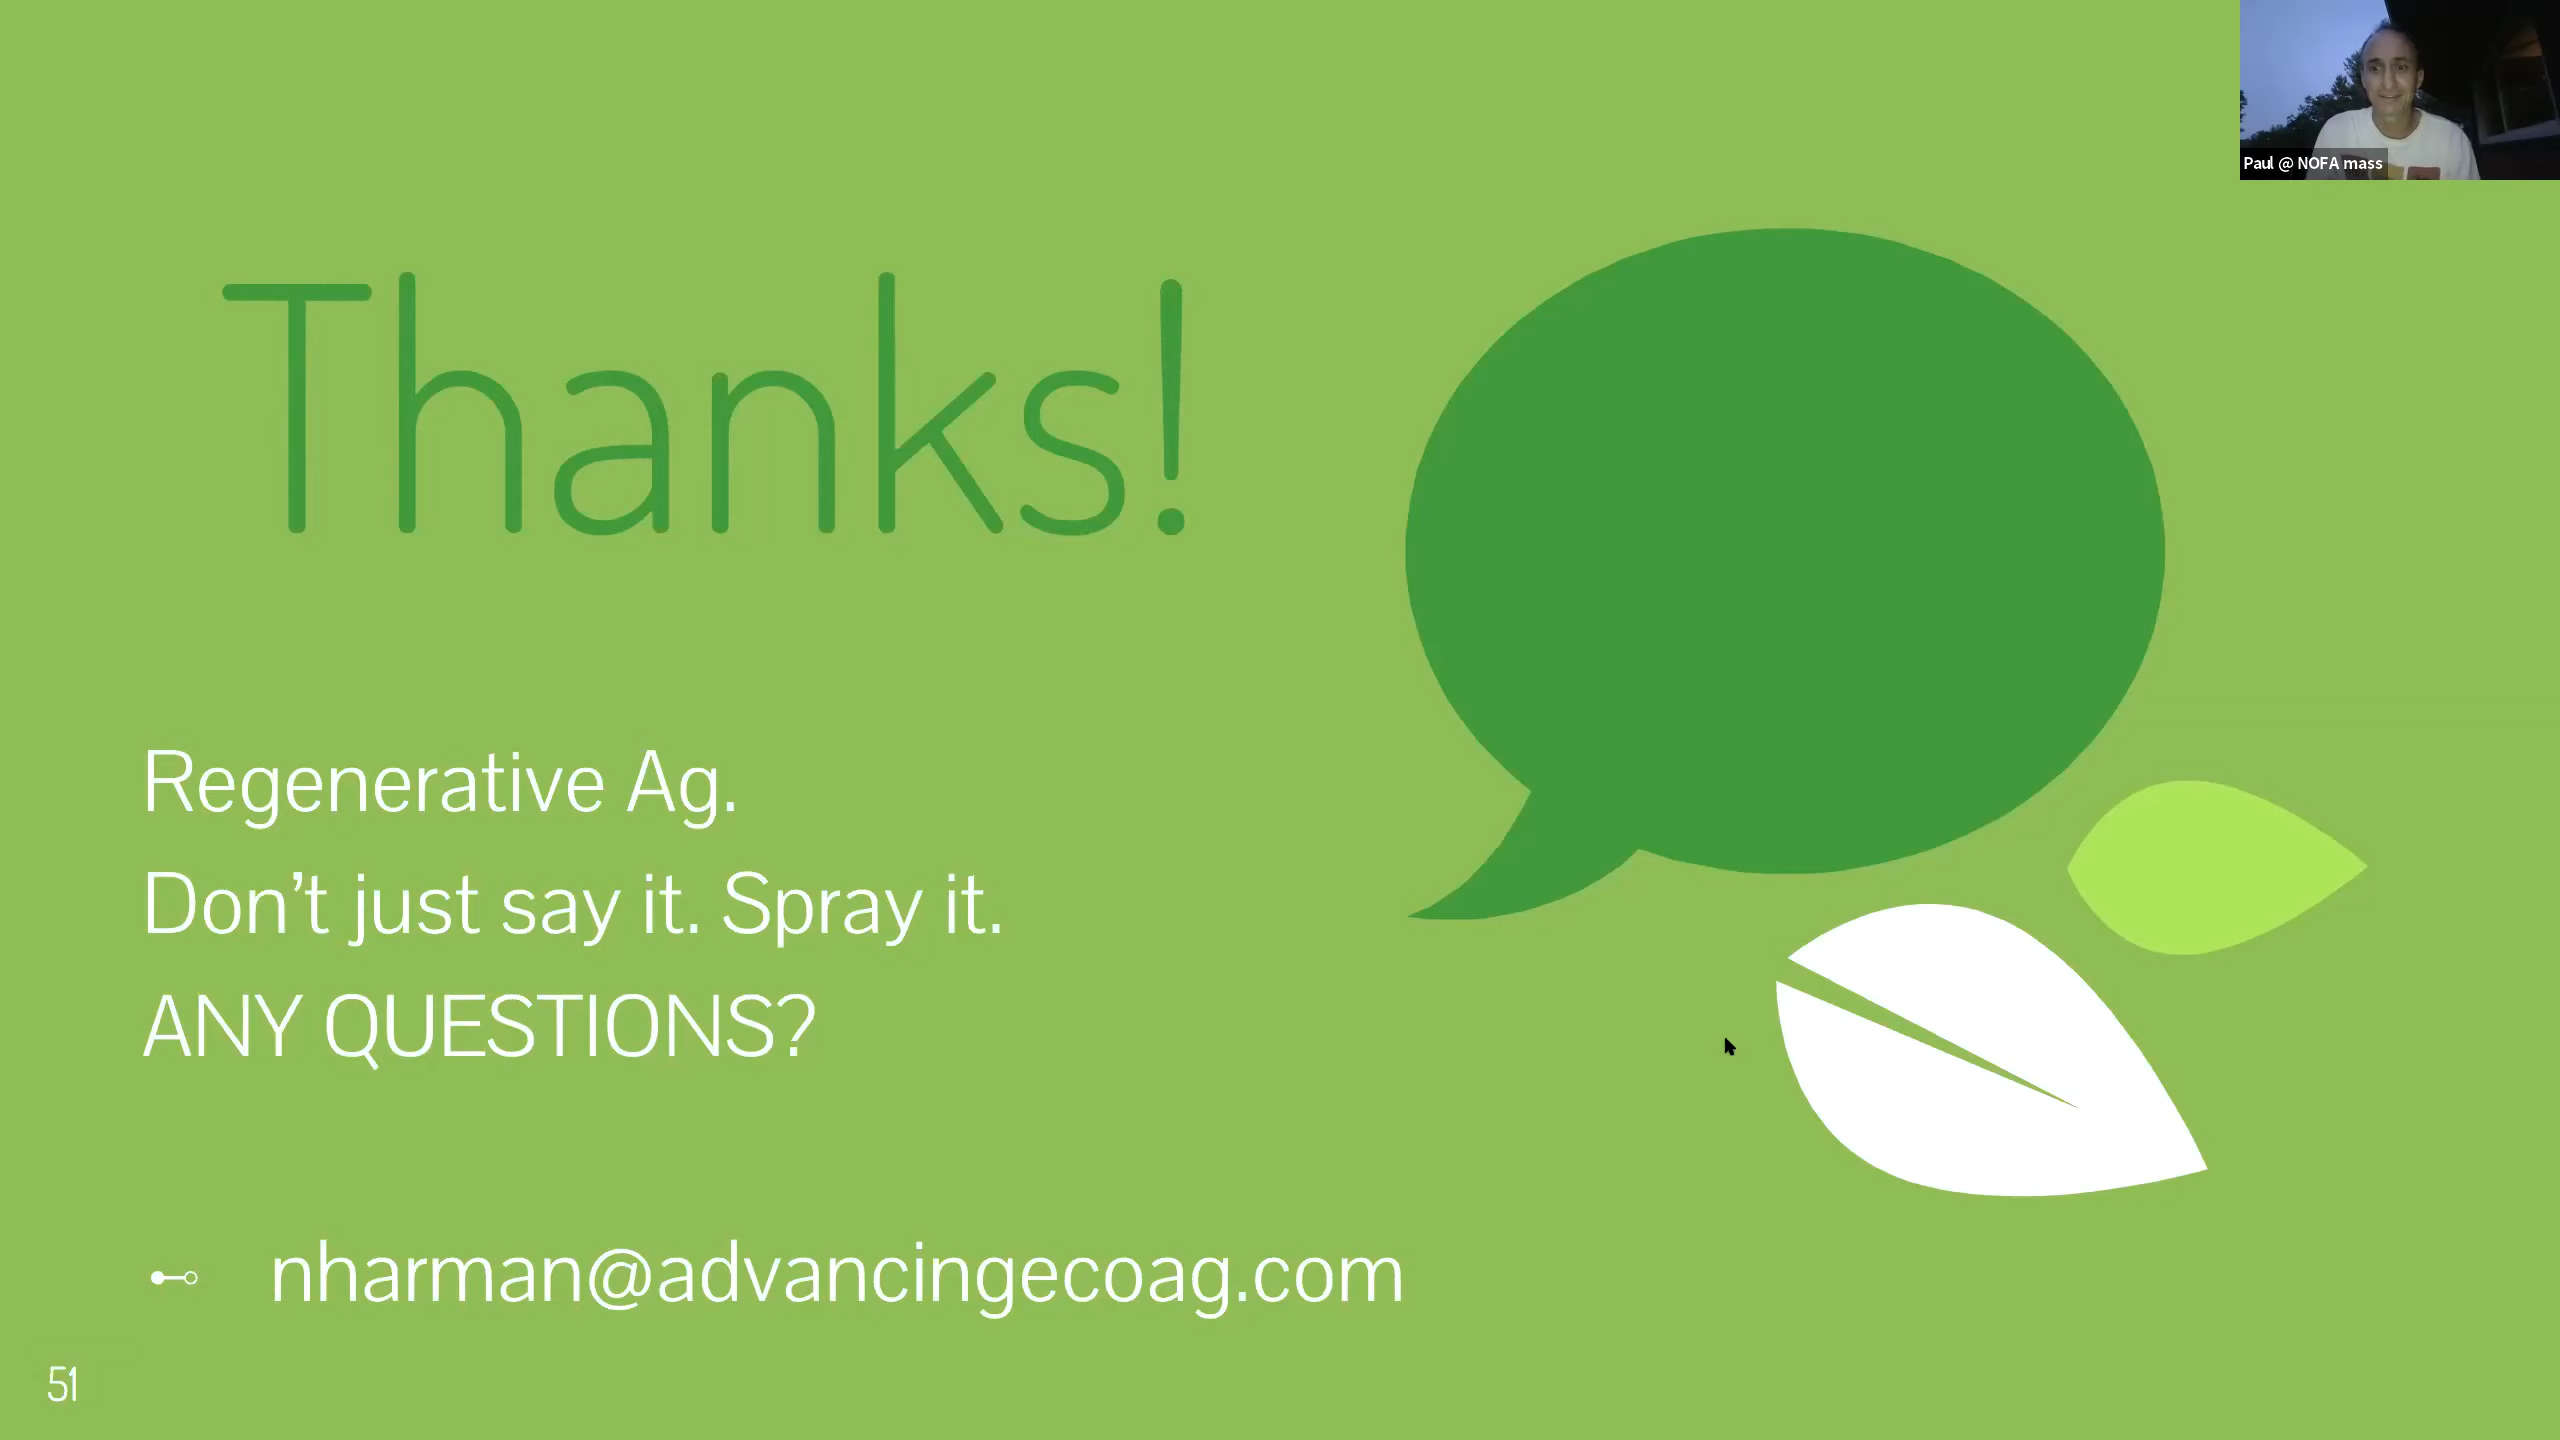 Paul @ NOFA mass
Thanks!
Regenerative Ag.
Don’t just say it. Spray it.
ANY QUESTIONS?
nharman@advancingecoag.com
51